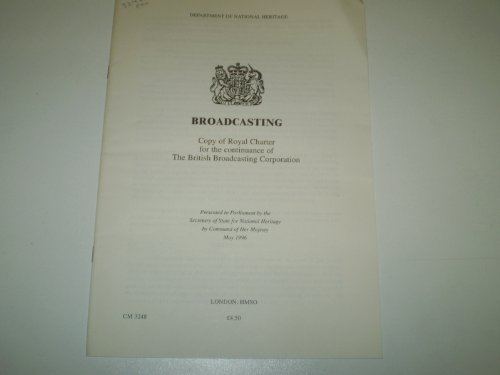 DEPARTMENT OF NATIONAL HERITAGE
BROADCASTING
Copy of Royal Charter
for the continuance of
The British Broadcasting Corporation
Presented to Parliament by the
Secretary of State for National Heritage
by Command of Her Majesty
May 1996
LONDON: HMSO
CM 3248
£6.50